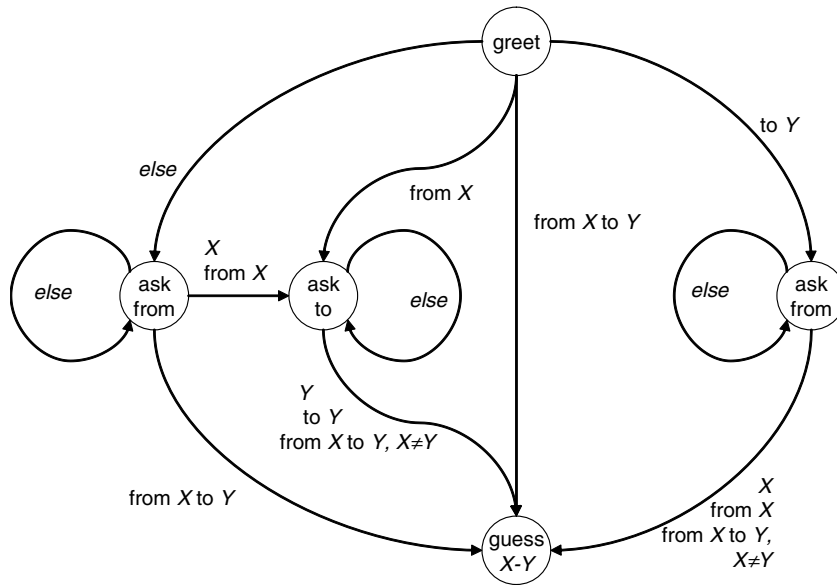 greet
to Y
else
from X
from X to Y
X
from X
ask
from
ask
to
ask
from
else
else
else
Y
to Y
from X to Y, X≠Y
from X to Y
X
from X
from X to Y,
X≠Y
guess
X-Y